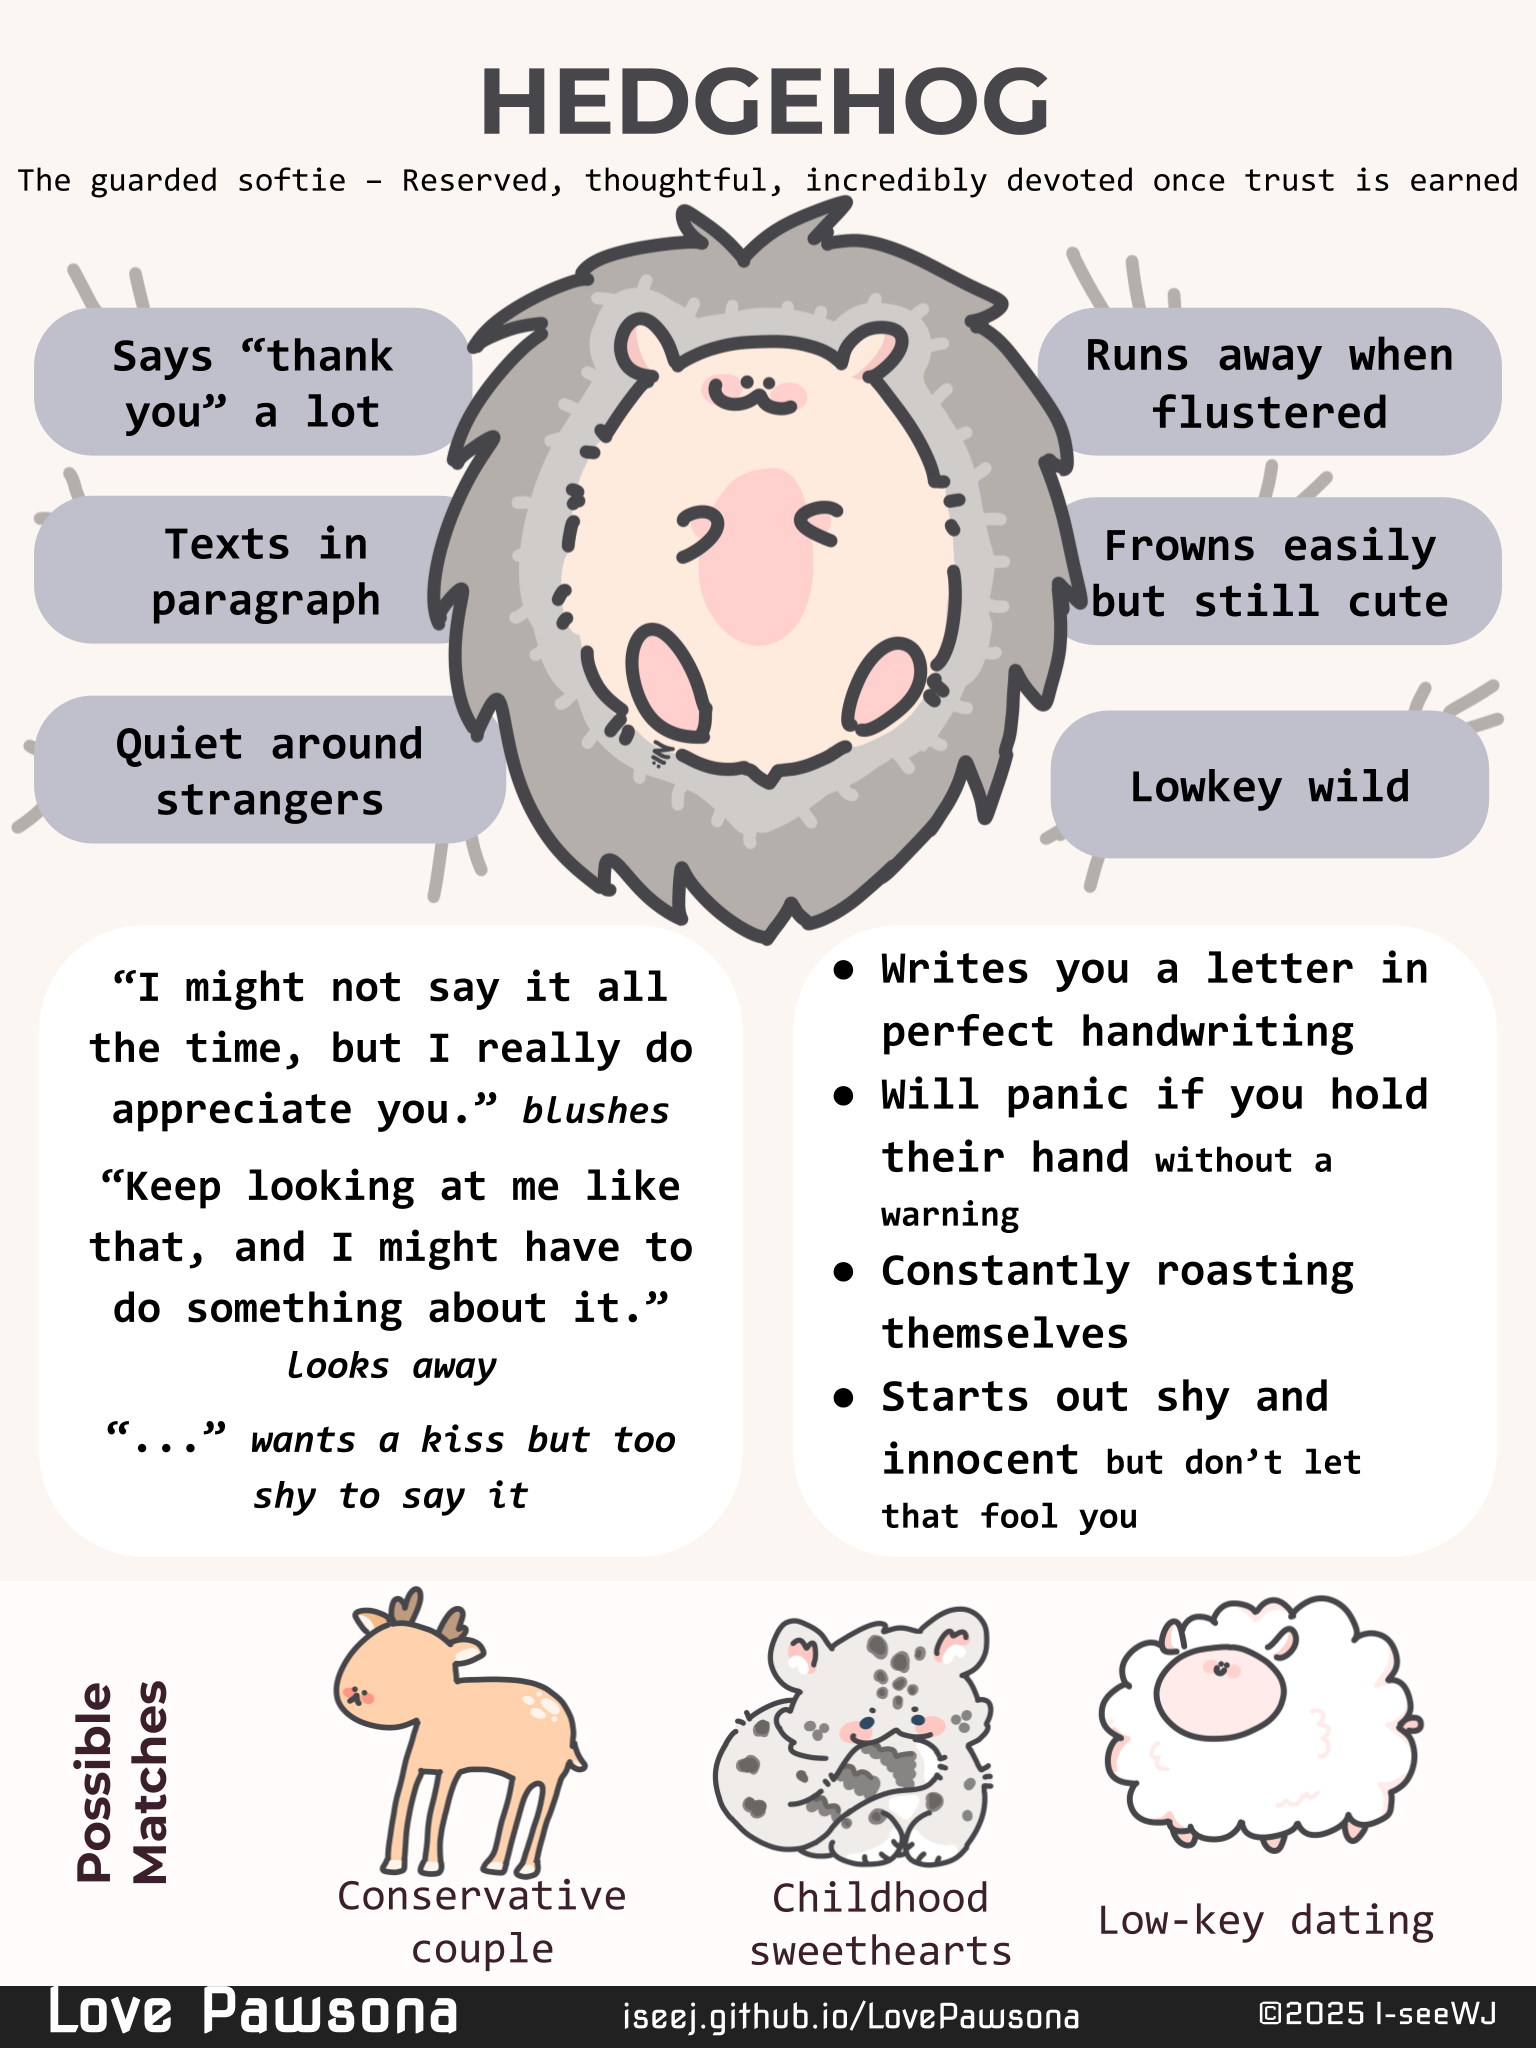 HEDGEHOG
The guarded softie – Reserved, thoughtful, incredibly devoted once trust is earned
Says “thank
you” a lot
Texts in
paragraph
Quiet around
strangers
Runs away when
flustered
Frowns easily
but still cute
Lowkey wild
“I might not say it all
the time, but I really do
appreciate you.” blushes
“Keep looking at me like
that, and I might have to
do something about it.”
looks away
“...” wants a kiss but too
shy to say it
● Writes you a letter in
perfect handwriting
● Will panic if you hold
their hand without a
warning
● Constantly roasting
themselves
● Starts out shy and
innocent but don’t let
that fool you
Possible
Matches
Conservative
couple
Childhood
sweethearts
Low-key dating
Love Pawsona
iseej.github.io/LovePawsona
©2025 I-seeWJ